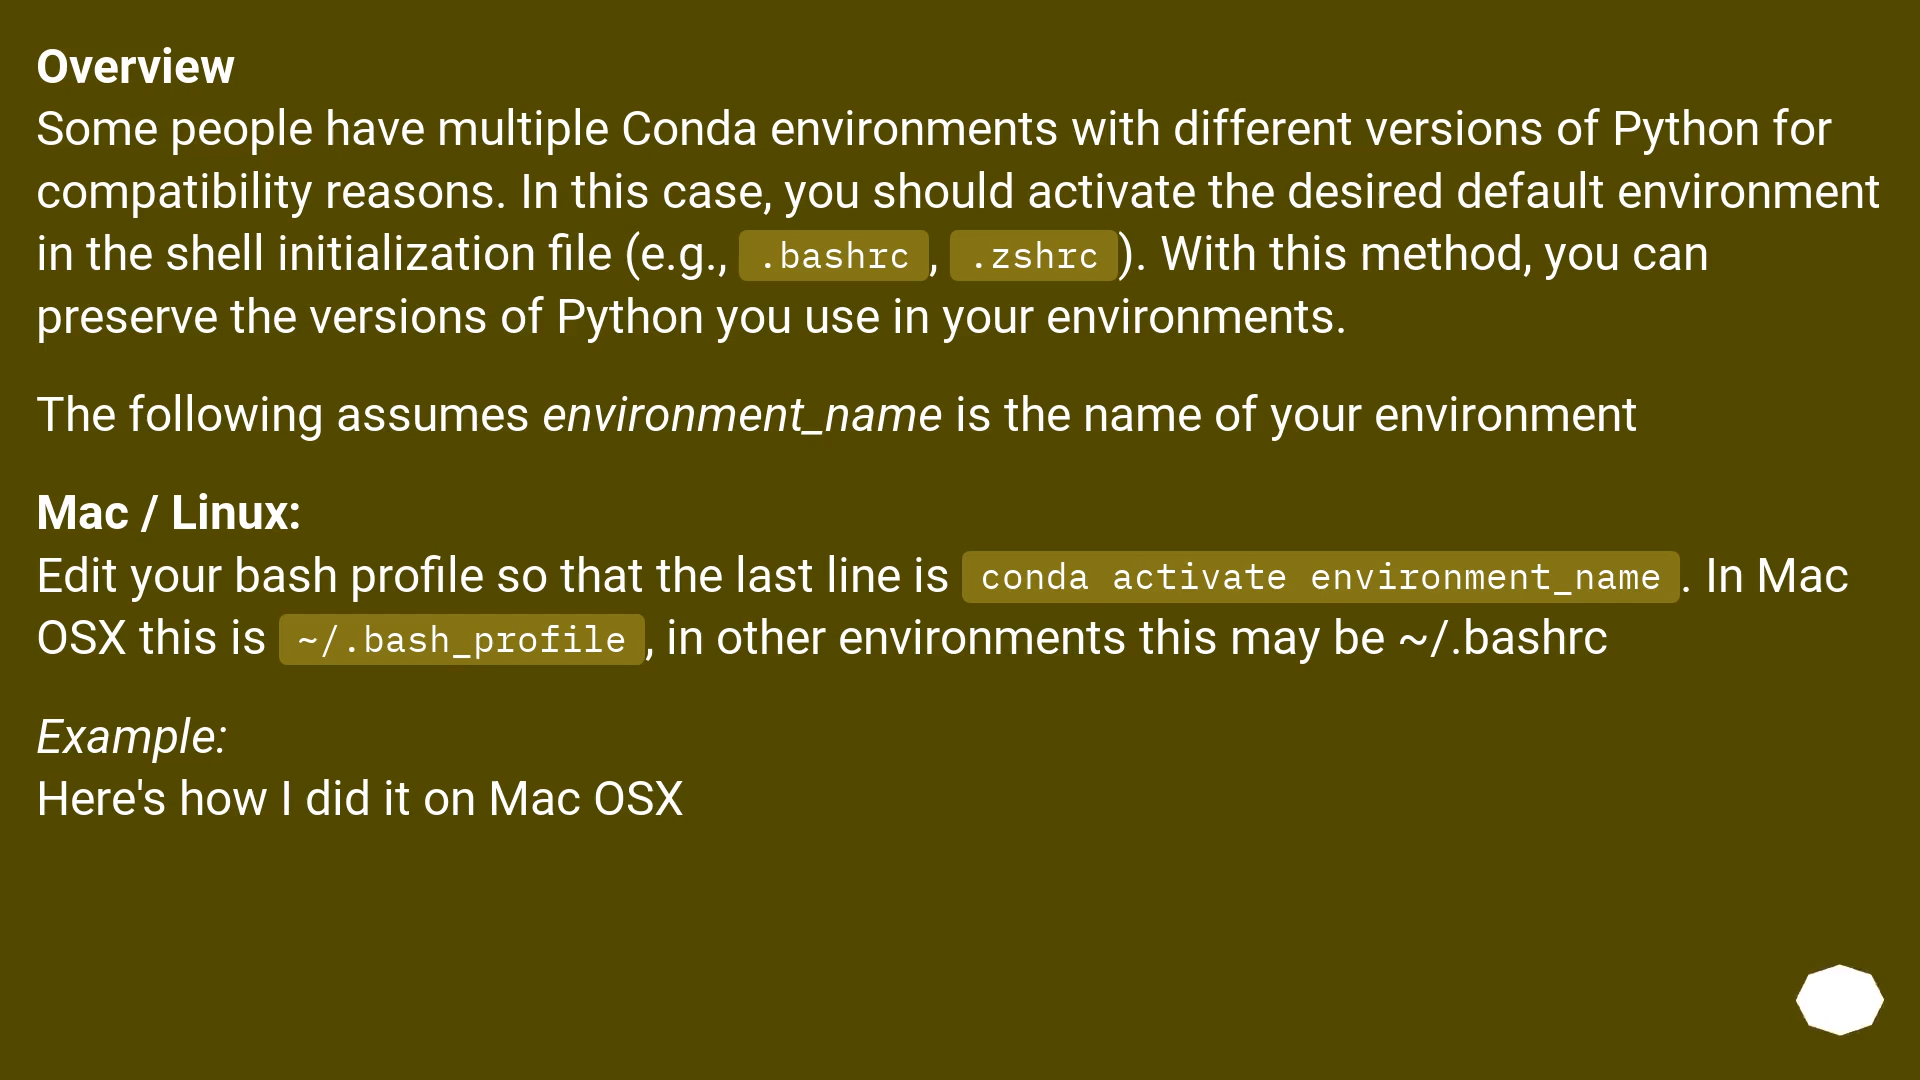 Overview
Some people have multiple Conda environments with different versions of Python for
compatibility reasons. In this case, you should activate the desired default environment
in the shell initialization file (e.g., .bashrc, .zshrc). With this method, you can
preserve the versions of Python you use in your environments.
The following assumes environment_name is the name of your environment
Mac / Linux:
Edit your bash profile so that the last line is conda activate environment_name. In Mac
OSX this is ~/.bash_profile, in other environments this may be ~/.bashrc
Example:
Here's how I did it on Mac OSX